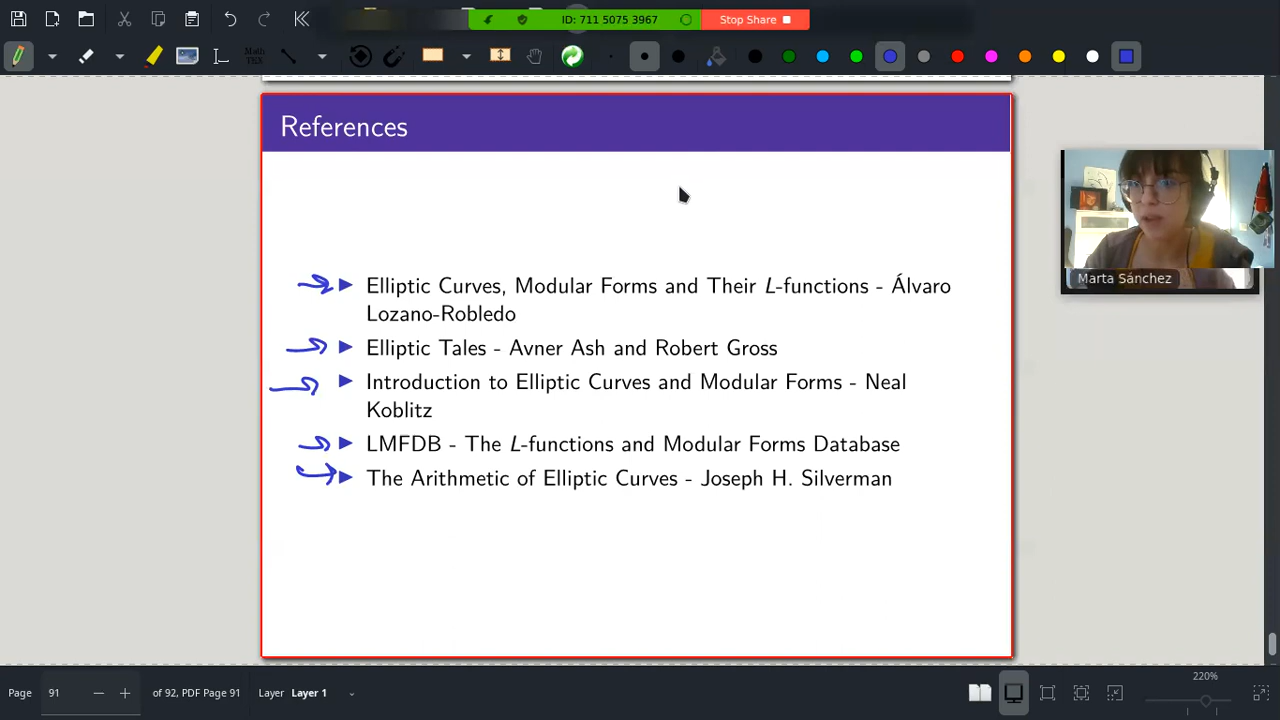 ID: 711 5075 3967
Stop Share
Math
TEX
References
Elliptic Curves, Modular Forms and Their L-functions - Álvaro
Lozano-Robledo
Elliptic Tales - Avner Ash and Robert Gross
Introduction to Elliptic Curves and Modular Forms - Neal
Koblitz
LMFDB - The L-functions and Modular Forms Database
The Arithmetic of Elliptic Curves - Joseph H. Silverman
Marta Sánchez
Page 91 of 92, PDF Page 91 Layer Layer 1
220%